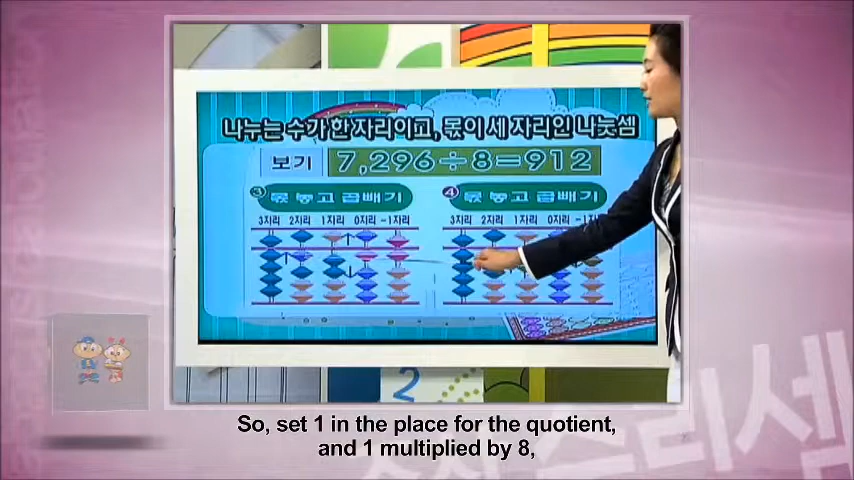 나누는 수가 한 자리이고, 몫이 세 자리인 나눗셈
보기 7,296÷8=912
③ 몫 놓고 곱빼기
④ 몫 놓고 곱빼기
3자리 2자리 -1자리 0자리 -1자리
3자리 2자리 1자리 0자리 -1
2
So, set 1 in the place for the quotient,
and 1 multiplied by 8,